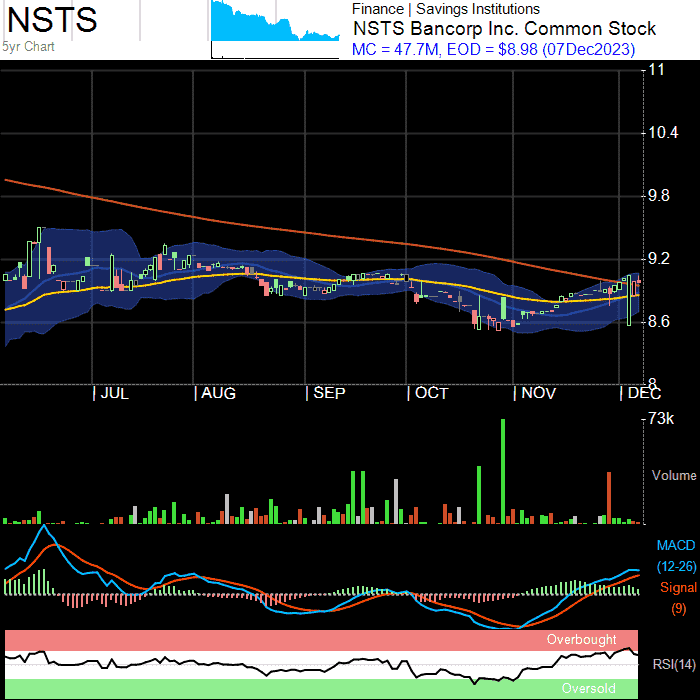 NSTS
5yr Chart
Finance | Savings Institutions
NSTS Bancorp Inc. Common Stock
MC = 47.7M, EOD = $8.98 (07Dec2023)
11
10.4
9.8
9.2
8.6
8
JUL AUG SEP OCT NOV DEC
73k
Volume
MACD
(12-26)
Signal
(9)
Overbought
RSI(14)
Oversold